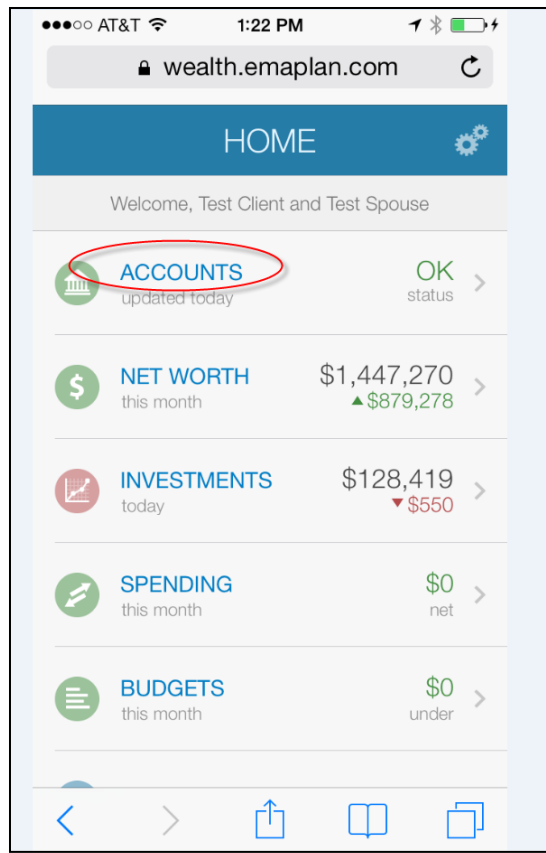 AT&T 1:22 PM
wealth.emaplan.com
HOME
Welcome, Test Client and Test Spouse
ACCOUNTS OK
updated today status
NET WORTH $1,447,270
this month ▲$879,278
INVESTMENTS $128,419
today ▼$550
SPENDING $0
this month net
BUDGETS $0
this month under